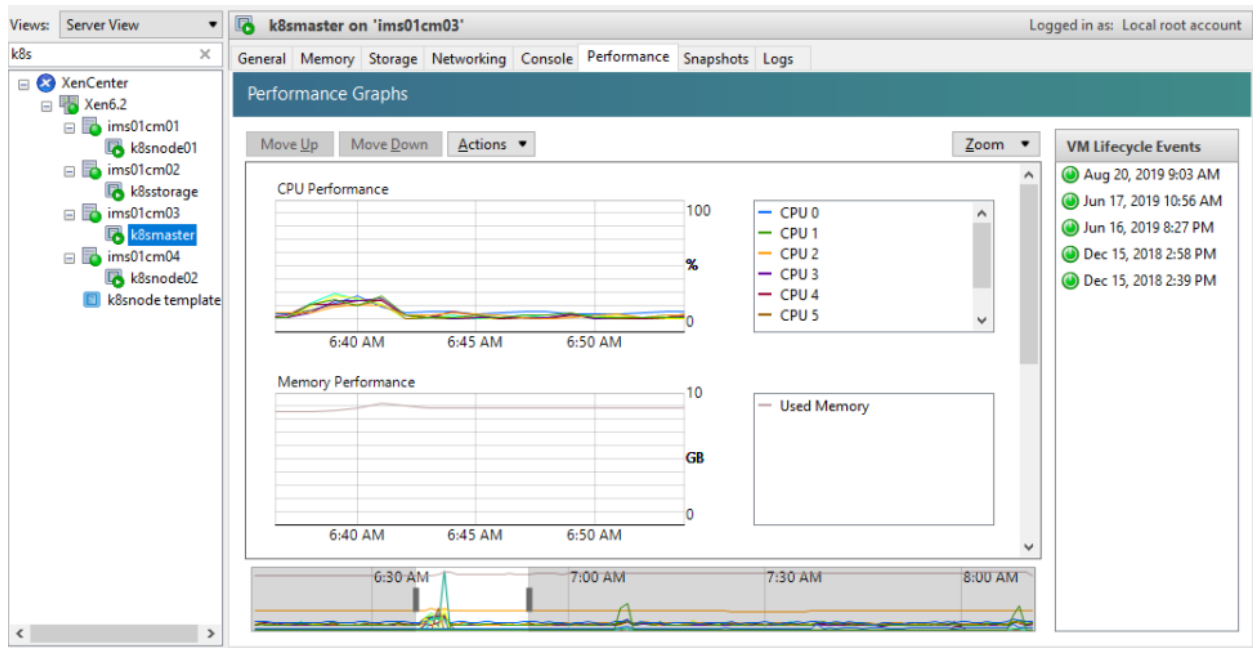 Views: Server View
k8s
XenCenter
Xen6.2
ims01cm01
k8snode01
ims01cm02
k8sstorage
ims01cm03
k8smaster
ims01cm04
k8snode02
k8snode template
k8smaster on 'ims01cm03'
Logged in as: Local root account
General Memory Storage Networking Console Performance Snapshots Logs
Performance Graphs
Move Up Move Down Actions Zoom
CPU Performance
100
%
0
6:40 AM 6:45 AM 6:50 AM
CPU 0
CPU 1
CPU 2
CPU 3
CPU 4
CPU 5
Memory Performance
10
GB
0
6:40 AM 6:45 AM 6:50 AM
Used Memory
6:30 AM 7:00 AM 7:30 AM 8:00 AM
VM Lifecycle Events
Aug 20, 2019 9:03 AM
Jun 17, 2019 10:56 AM
Jun 16, 2019 8:27 PM
Dec 15, 2018 2:58 PM
Dec 15, 2018 2:39 PM